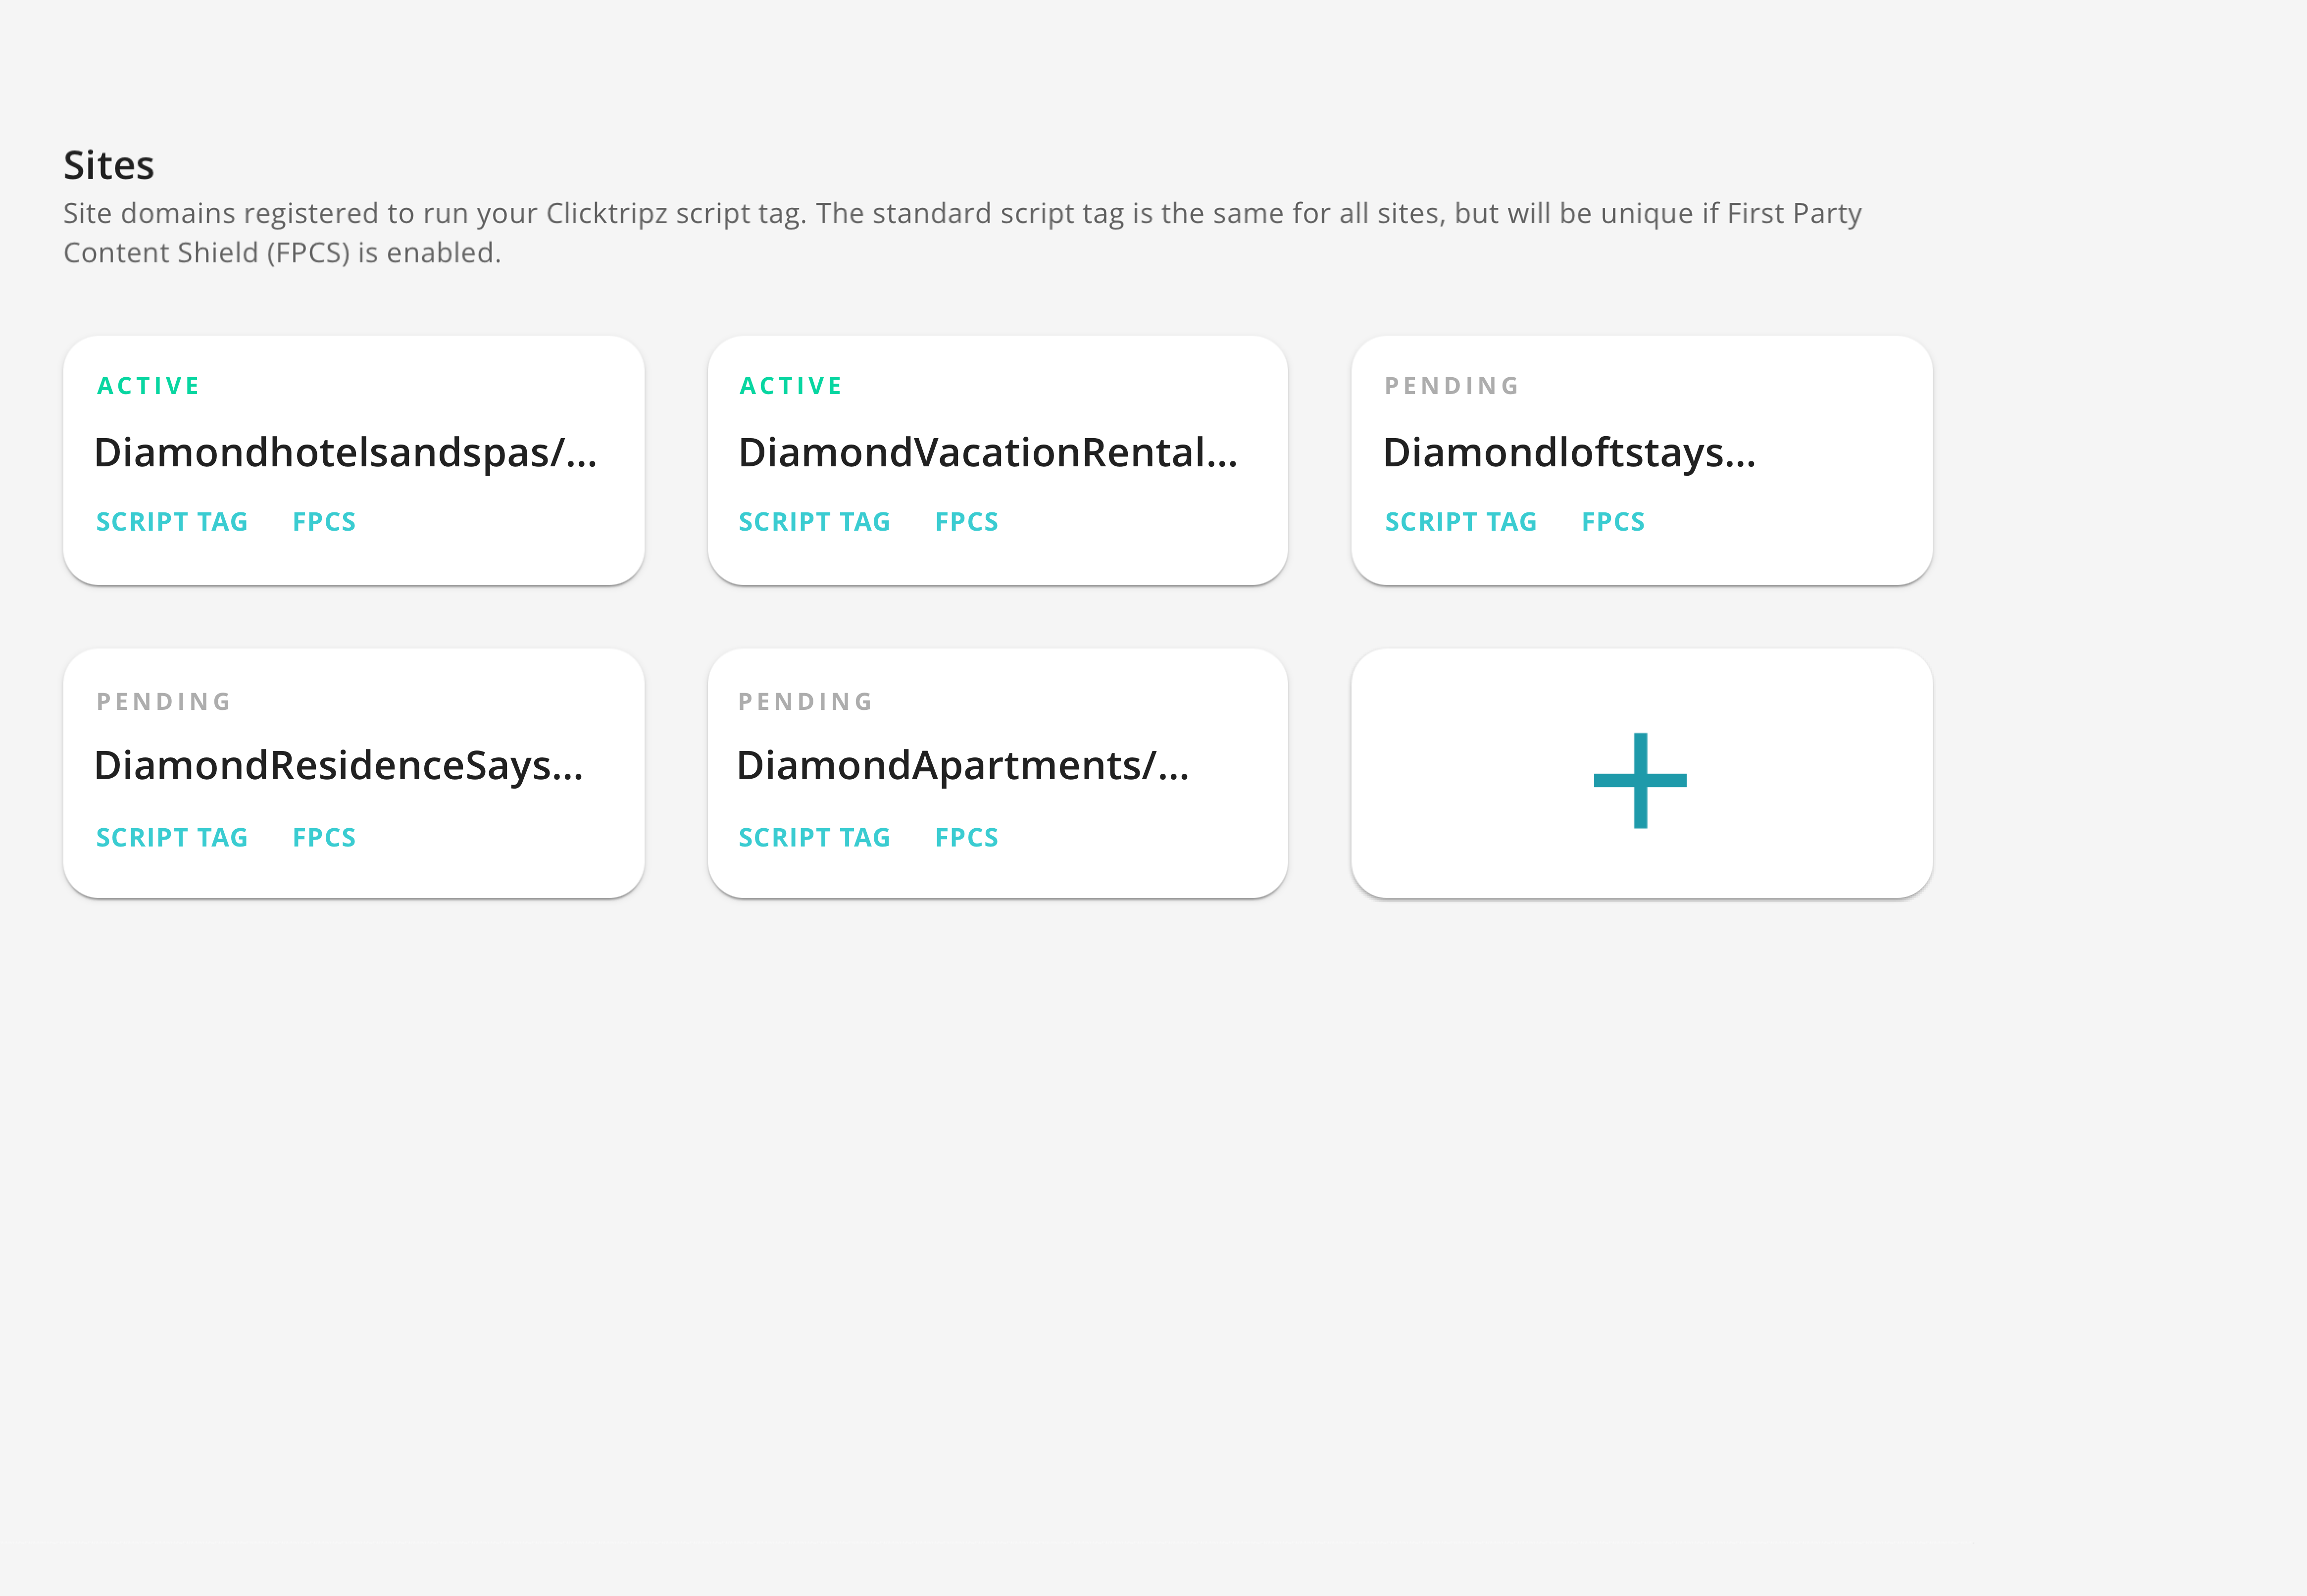 Sites
Site domains registered to run your Clicktripz script tag. The standard script tag is the same for all sites, but will be unique if First Party
Content Shield (FPCS) is enabled.
ACTIVE
Diamondhotelsandspas/...
SCRIPT TAG FPCS
ACTIVE
DiamondVacationRental...
SCRIPT TAG FPCS
PENDING
Diamondloftstays...
SCRIPT TAG FPCS
PENDING
DiamondResidenceSays...
SCRIPT TAG FPCS
PENDING
DiamondApartments/...
SCRIPT TAG FPCS